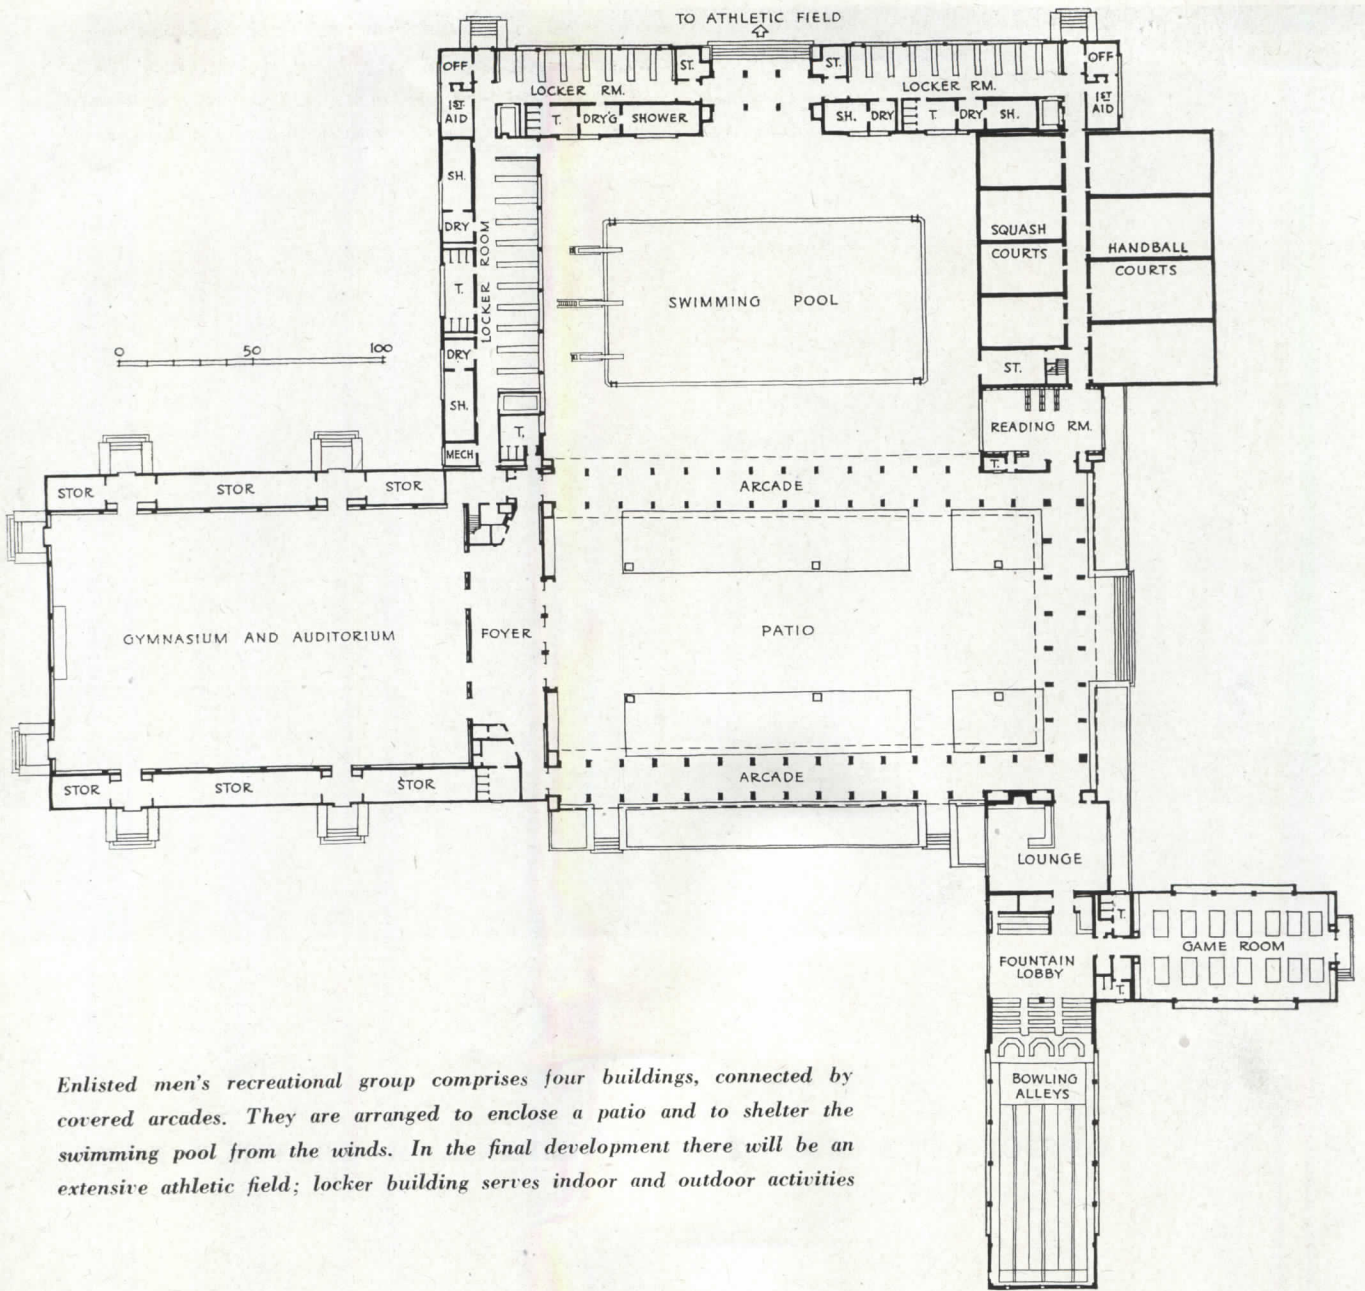 TO ATHLETIC FIELD
OFF
ST.
ST.
OFF
LOCKER RM.
LOCKER RM.
1ST
AID
1ST
AID
T.
DRY'G
SHOWER
SH.
DRY
T.
DRY
SH.
SH.
DRY
LOCKER ROOM
T.
DRY
SH.
MECH
T.
SQUASH
COURTS
HANDBALL
COURTS
SWIMMING POOL
0 50 100
ST.
READING RM.
T.
STOR
STOR
STOR
ARCADE
GYMNASIUM AND AUDITORIUM
FOYER
PATIO
STOR
STOR
STOR
ARCADE
LOUNGE
T.
FOUNTAIN
LOBBY
GAME ROOM
T.
BOWLING
ALLEYS
Enlisted men's recreational group comprises four buildings, connected by
covered arcades. They are arranged to enclose a patio and to shelter the
swimming pool from the winds. In the final development there will be an
extensive athletic field; locker building serves indoor and outdoor activities